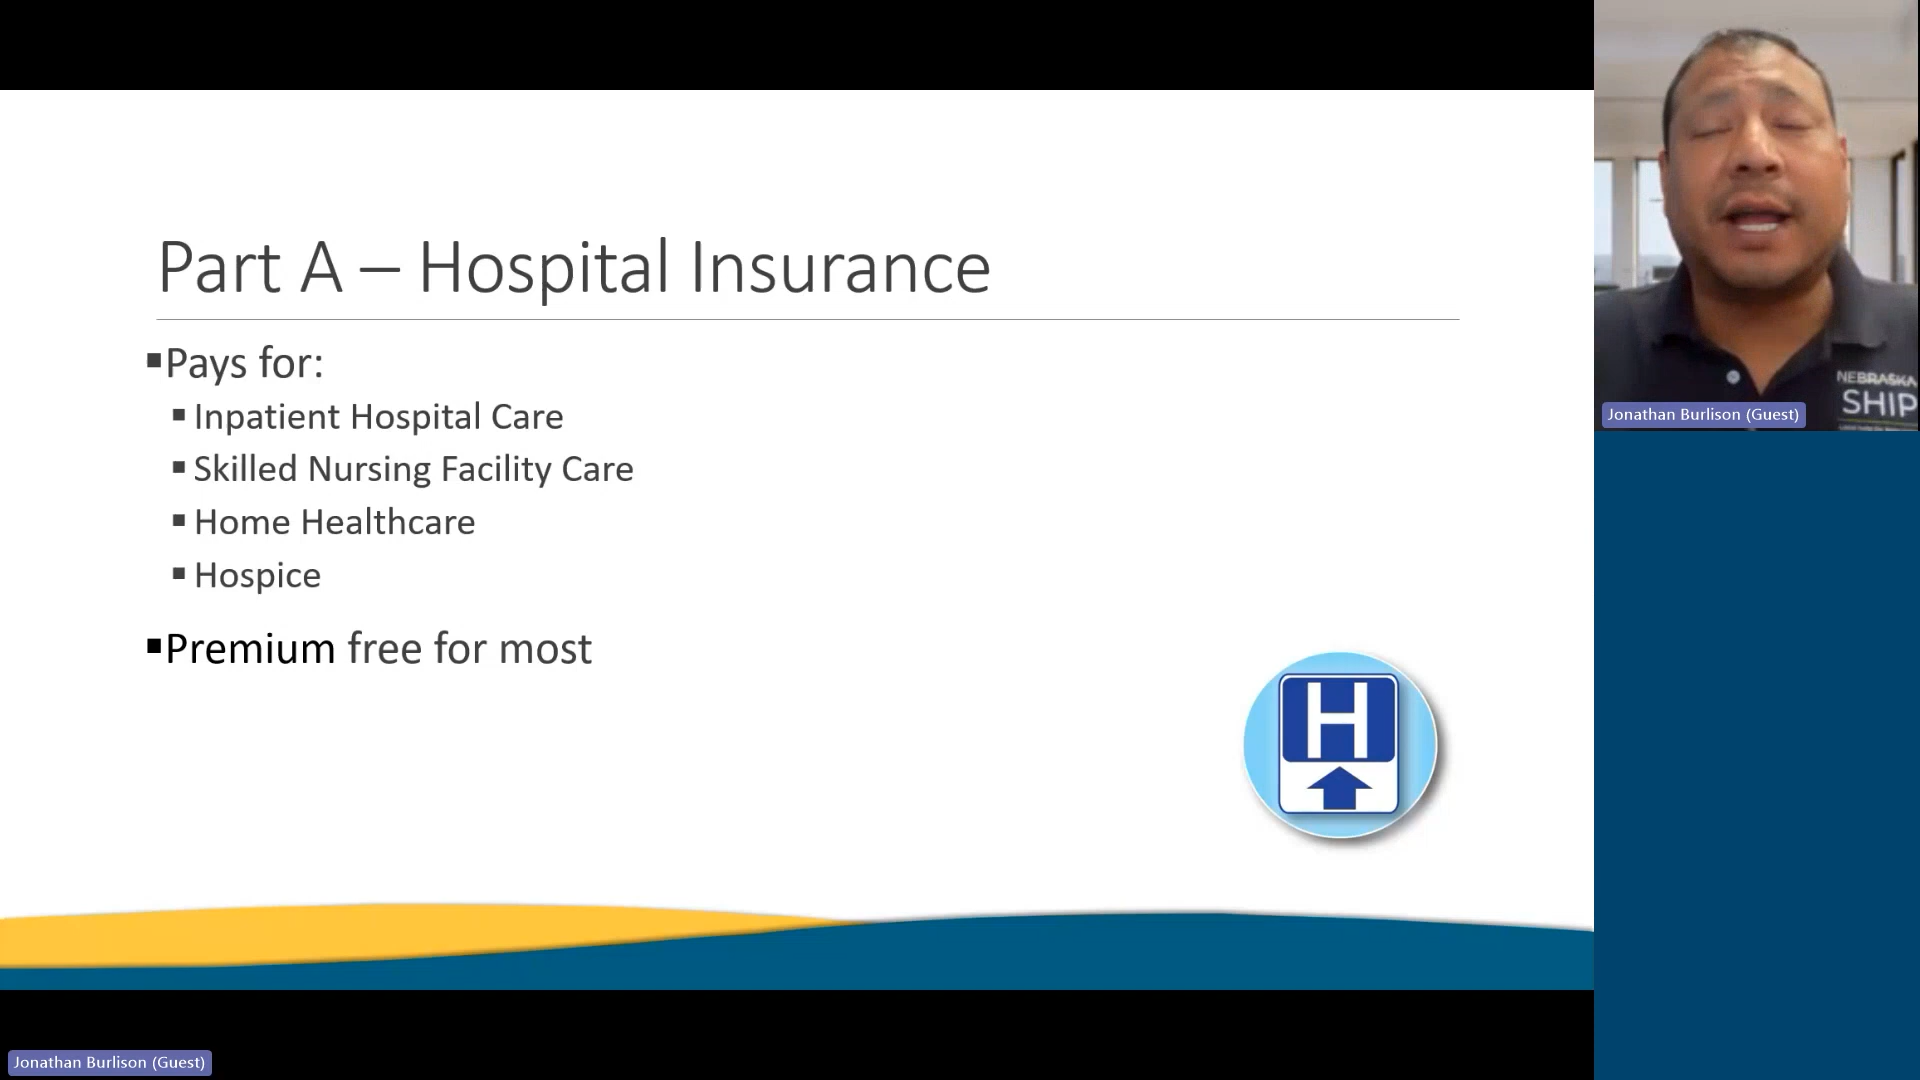 Part A – Hospital Insurance
▪Pays for:
▪Inpatient Hospital Care
▪Skilled Nursing Facility Care
▪Home Healthcare
▪Hospice
▪Premium free for most
H
NEBRASKA
SHIP
Jonathan Burlison (Guest)
Jonathan Burlison (Guest)